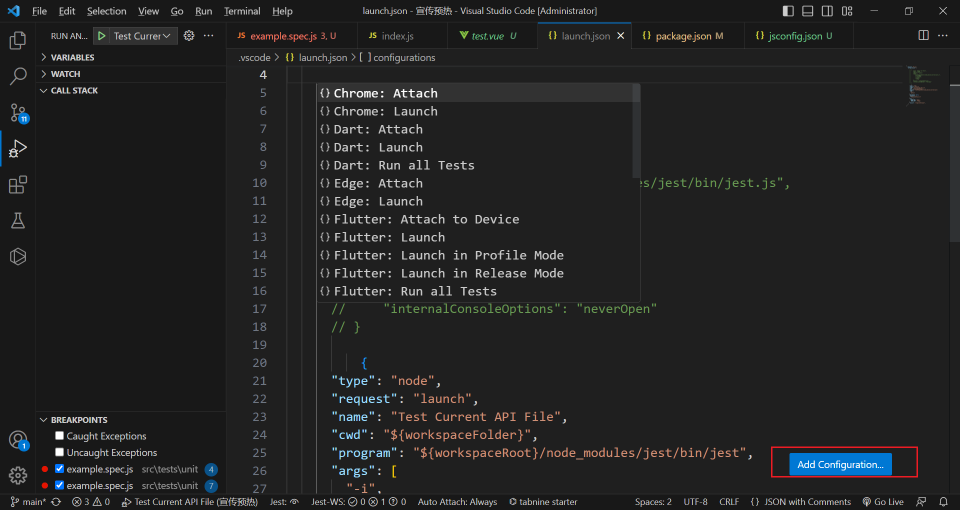 File Edit Selection View Go Run Terminal Help launch.json - 宣传预热 - Visual Studio Code [Administrator]
RUN AN... Test Currer
example.spec.js 3, U index.js test.vue U launch.json package.json M jsconfig.json U
.vscode > launch.json > [ ] configurations
VARIABLES
WATCH
CALL STACK
4
5 {} Chrome: Attach
6 {} Chrome: Launch
7 {} Dart: Attach
8 {} Dart: Launch
9 {} Dart: Run all Tests
10 {} Edge: Attach es/jest/bin/jest.js",
11 {} Edge: Launch
12 {} Flutter: Attach to Device
13 {} Flutter: Launch
14 {} Flutter: Launch in Profile Mode
15 {} Flutter: Launch in Release Mode
16 {} Flutter: Run all Tests
17 // "internalConsoleOptions": "neverOpen"
18 // }
19
20 {
21 "type": "node",
22 "request": "launch",
23 "name": "Test Current API File",
24 "cwd": "${workspaceFolder}",
25 "program": "${workspaceRoot}/node_modules/jest/bin/jest",
26 "args": [
27 "-i",
11
1
BREAKPOINTS
Caught Exceptions
Uncaught Exceptions
example.spec.js src\tests\unit 4
example.spec.js src\tests\unit 7
Add Configuration...
main* 3 0 Test Current API File (宣传预热) Jest: Jest-WS: 0 1 0 Auto Attach: Always tabnine starter Spaces: 2 UTF-8 CRLF {} JSON with Comments Go Live